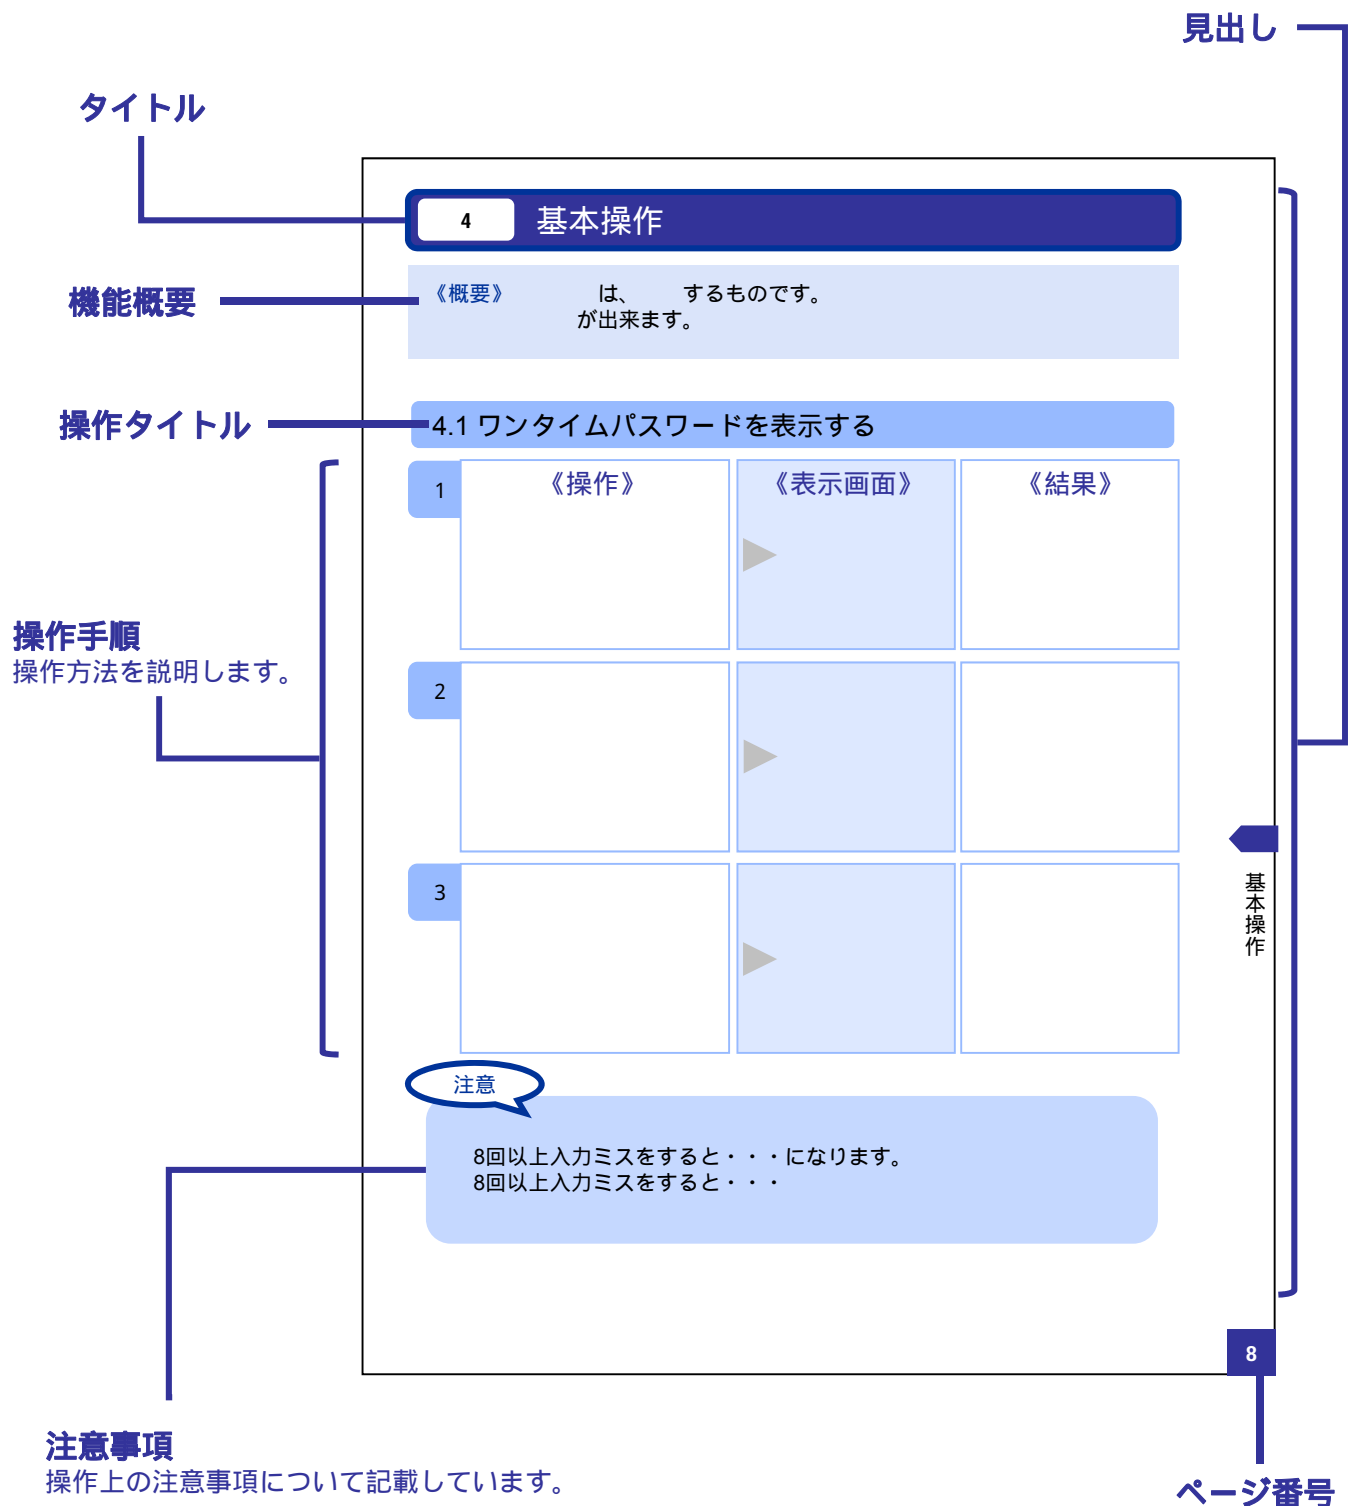 見出し
タイトル
4 基本操作
機能概要
《概要》 は、 するものです。
が出来ます。
操作タイトル
4.1 ワンタイムパスワードを表示する
1 《操作》 《表示画面》 《結果》
操作手順
操作方法を説明します。
2
3
基本操作
注意
8回以上入力ミスをすると・・・になります。
8回以上入力ミスをすると・・・
8
注意事項
操作上の注意事項について記載しています。
ページ番号